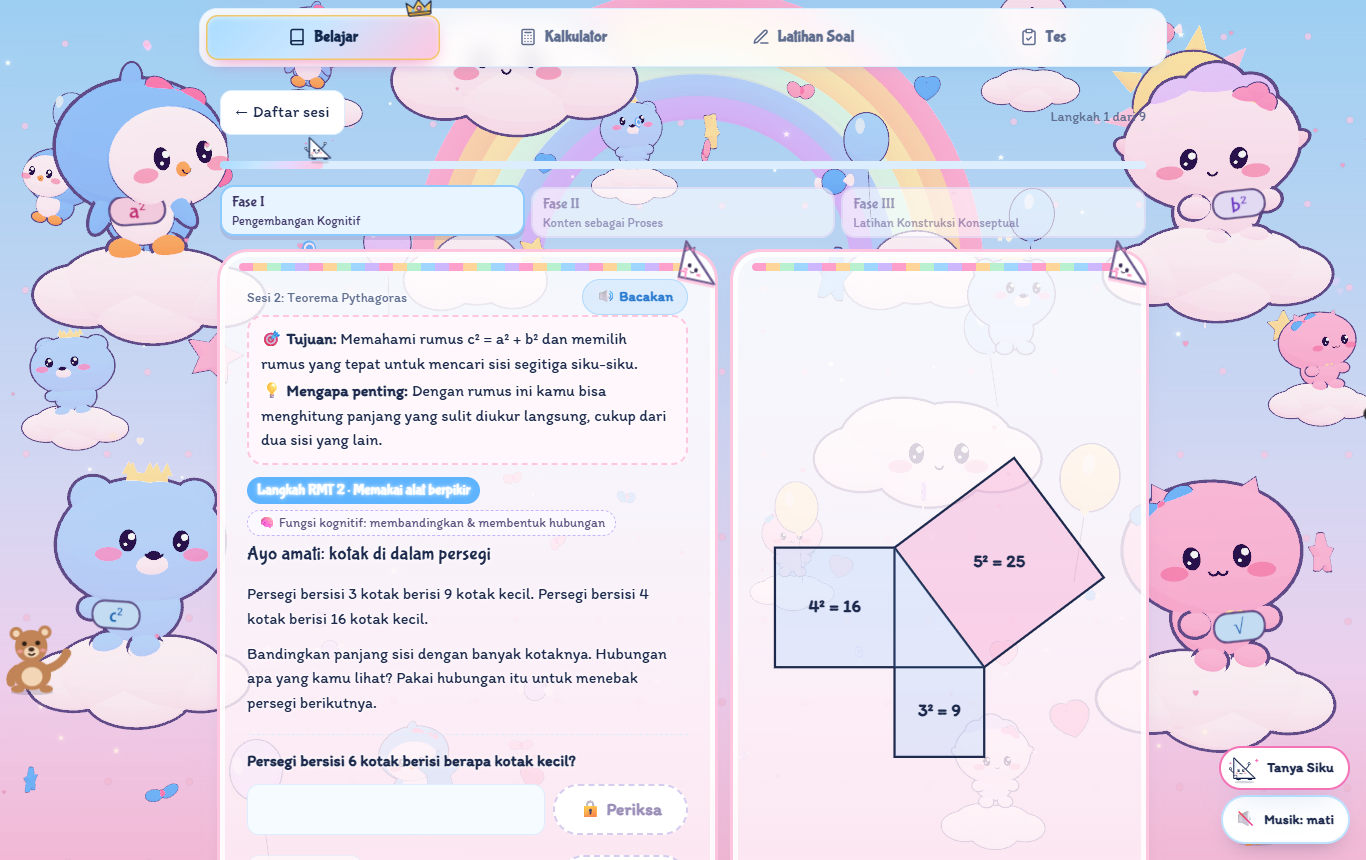 Belajar
Kalkulator
Latihan Soal
Tes
← Daftar sesi
Langkah 1 dari 9
Fase I
Pengembangan Kognitif
Fase II
Konten sebagai Proses
Fase III
Latihan Konstruksi Konseptual
a²
b²
c²
√
Sesi 2: Teorema Pythagoras
Bacakan
Tujuan: Memahami rumus c² = a² + b² dan memilih
rumus yang tepat untuk mencari sisi segitiga siku-siku.
Mengapa penting: Dengan rumus ini kamu bisa
menghitung panjang yang sulit diukur langsung, cukup dari
dua sisi yang lain.
Langkah RMT 2 · Memakai alat berpikir
Fungsi kognitif: membandingkan & membentuk hubungan
Ayo amati: kotak di dalam persegi
Persegi bersisi 3 kotak berisi 9 kotak kecil. Persegi bersisi 4
kotak berisi 16 kotak kecil.
Bandingkan panjang sisi dengan banyak kotaknya. Hubungan
apa yang kamu lihat? Pakai hubungan itu untuk menebak
persegi berikutnya.
Persegi bersisi 6 kotak berisi berapa kotak kecil?
Periksa
5² = 25
4² = 16
3² = 9
Tanya Siku
Musik: mati